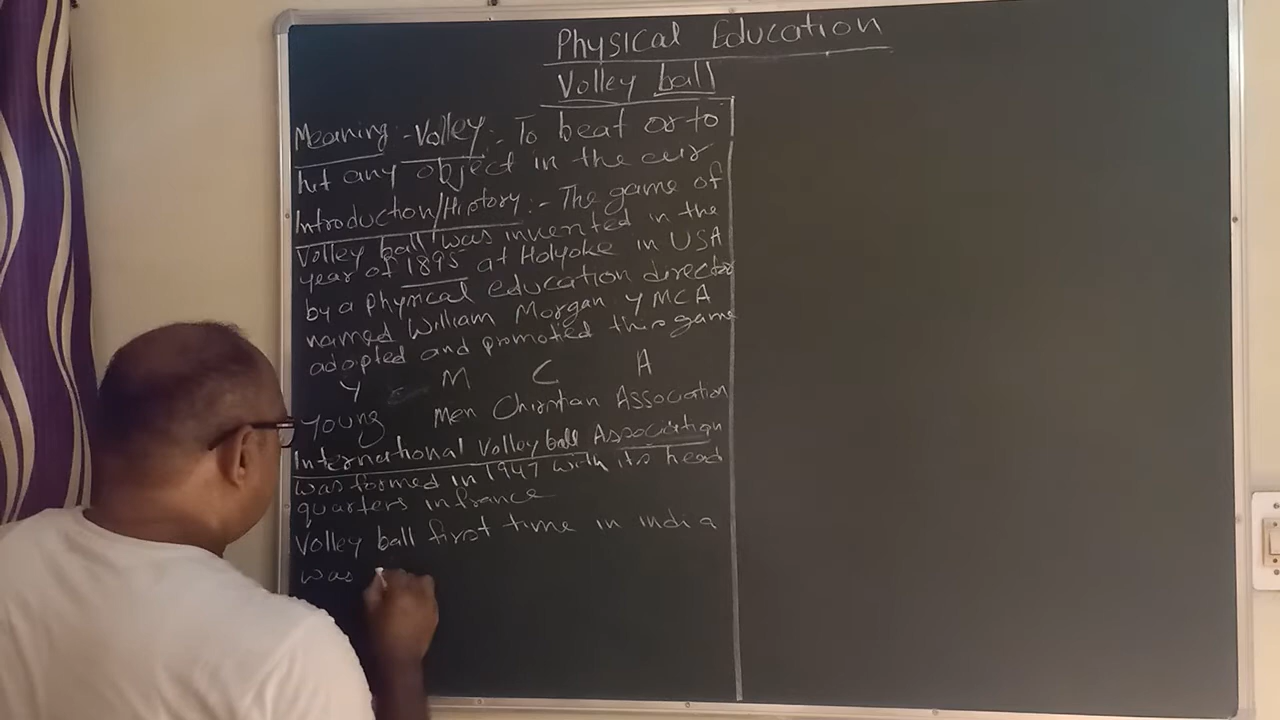 Physical Education
Volley ball
Meaning :- Volley :- To beat or to
hit any object in the air
Introduction/History :- The game of
Volley ball was invented in the
year of 1895 at Holyoke in USA
by a physical education director
named William Morgan YMCA
adopted and promotied this game
Y M C A
Young Men Christian Association
International Volley ball Association
was formed in 1947 with its head
quarters in france
Volley ball first time in india
was